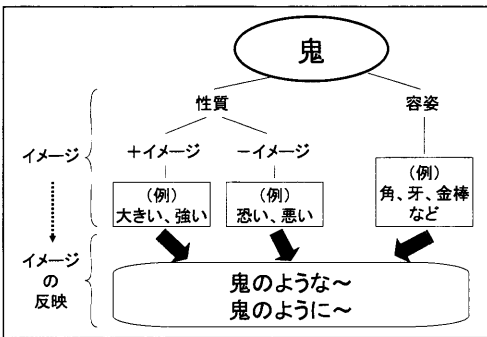 鬼
性質
容姿
イメージ
+イメージ
−イメージ
(例)
大きい、強い
(例)
恐い、悪い
(例)
角、牙、金棒
など
イメージ
の
反映
鬼のような~
鬼のように~